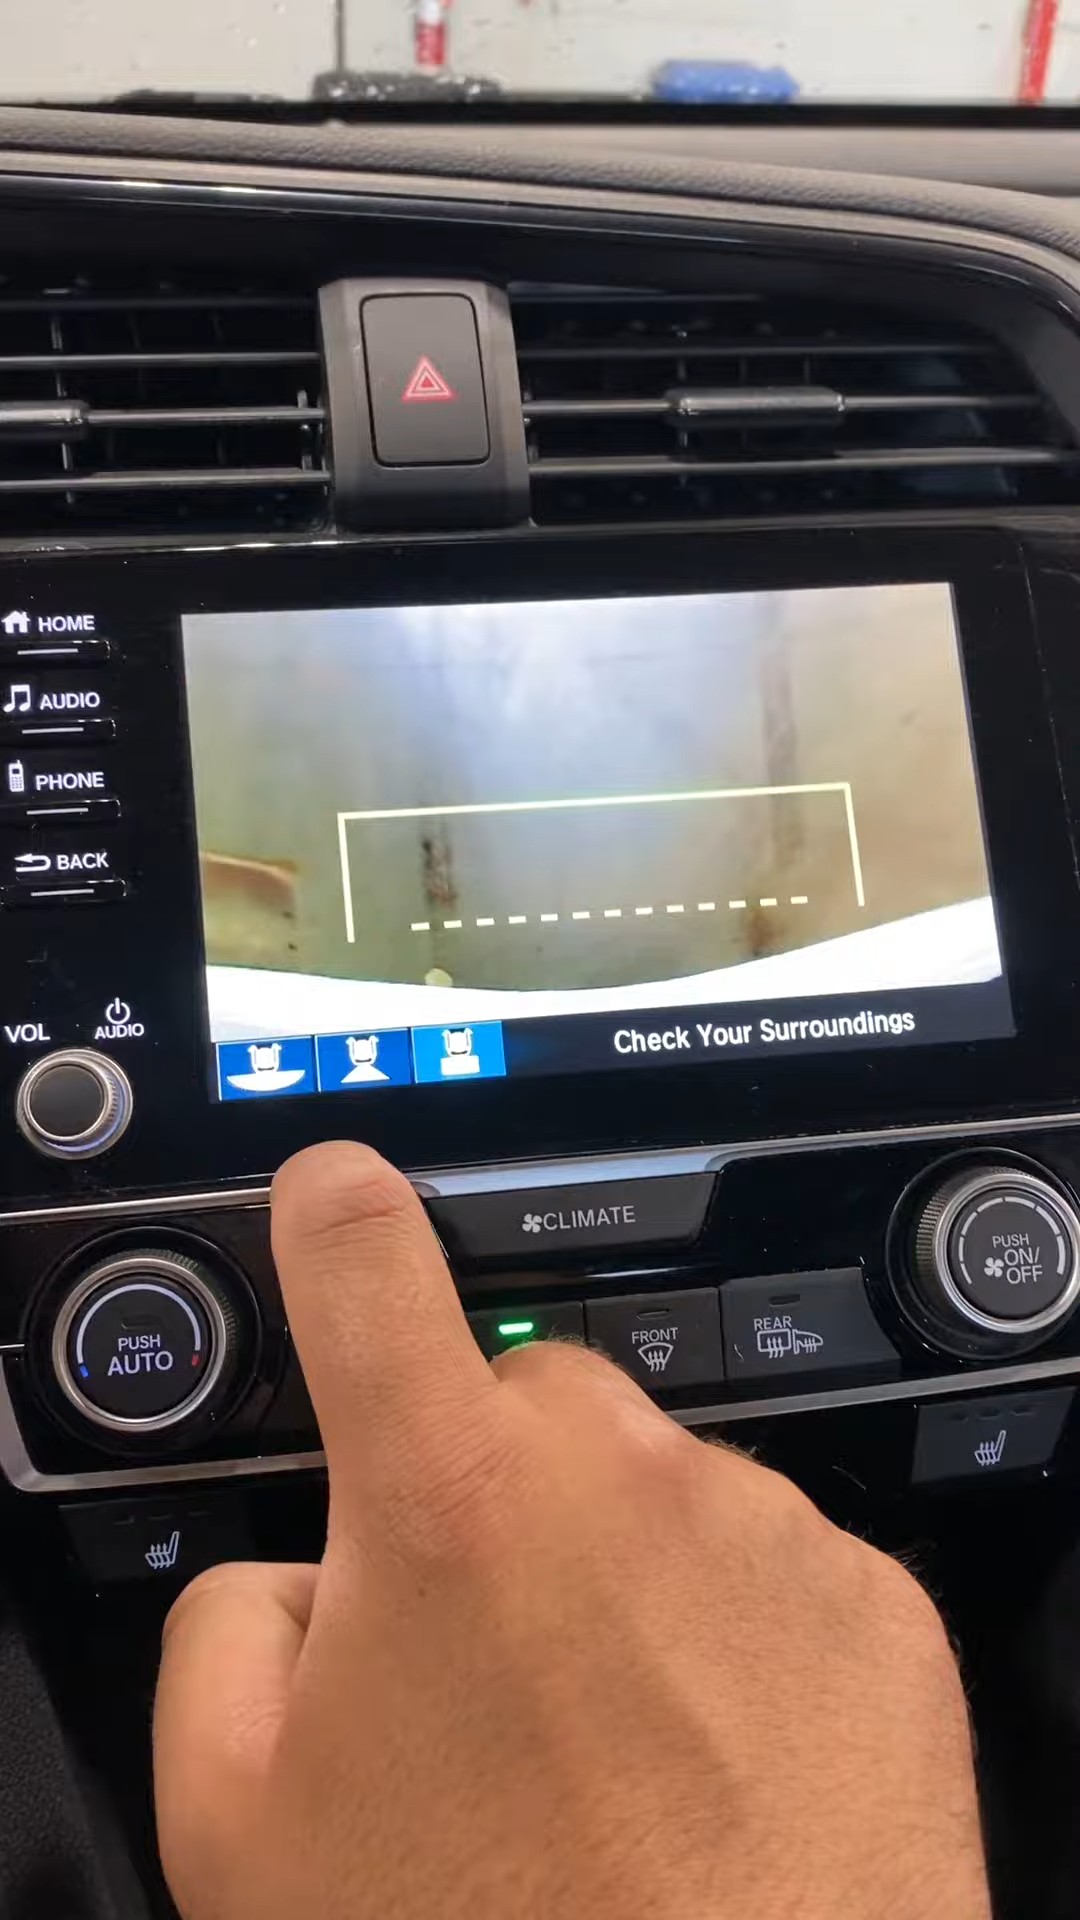 HOME
AUDIO
PHONE
BACK
VOL
AUDIO
Check Your Surroundings
CLIMATE
PUSH
AUTO
FRONT
REAR
PUSH
ON/
OFF